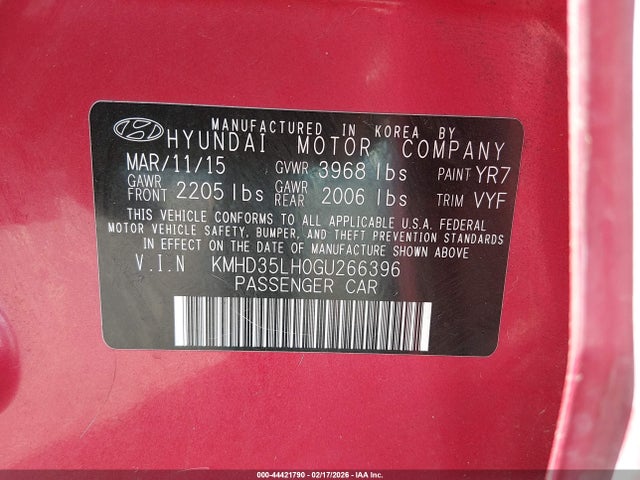 MANUFACTURED IN KOREA BY
HYUNDAI MOTOR COMPANY
MAR/11/15 GVWR 3968 lbs PAINT YR7
GAWR FRONT 2205 lbs GAWR REAR 2006 lbs TRIM VYF
THIS VEHICLE CONFORMS TO ALL APPLICABLE U.S.A. FEDERAL
MOTOR VEHICLE SAFETY, BUMPER, AND THEFT PREVENTION STANDARDS
IN EFFECT ON THE DATE OF MANUFACTURE SHOWN ABOVE.
V.I.N KMHD35LH0GU266396
PASSENGER CAR
000-44421790 - 02/17/2026 - IAA Inc.